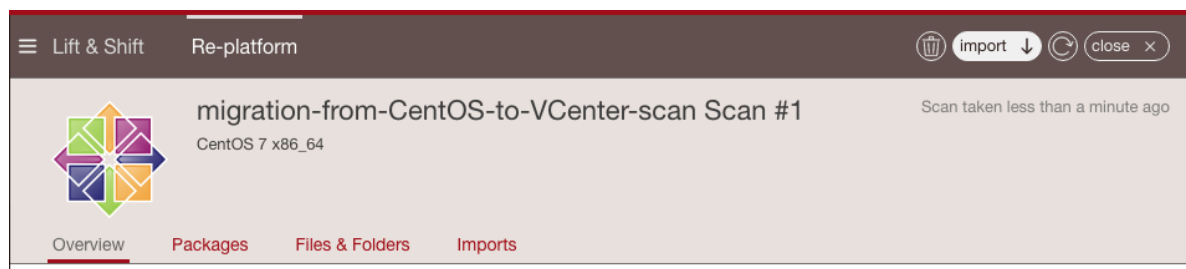 Lift & Shift Re-platform import close
migration-from-CentOS-to-VCenter-scan Scan #1 Scan taken less than a minute ago
CentOS 7 x86_64
Overview Packages Files & Folders Imports